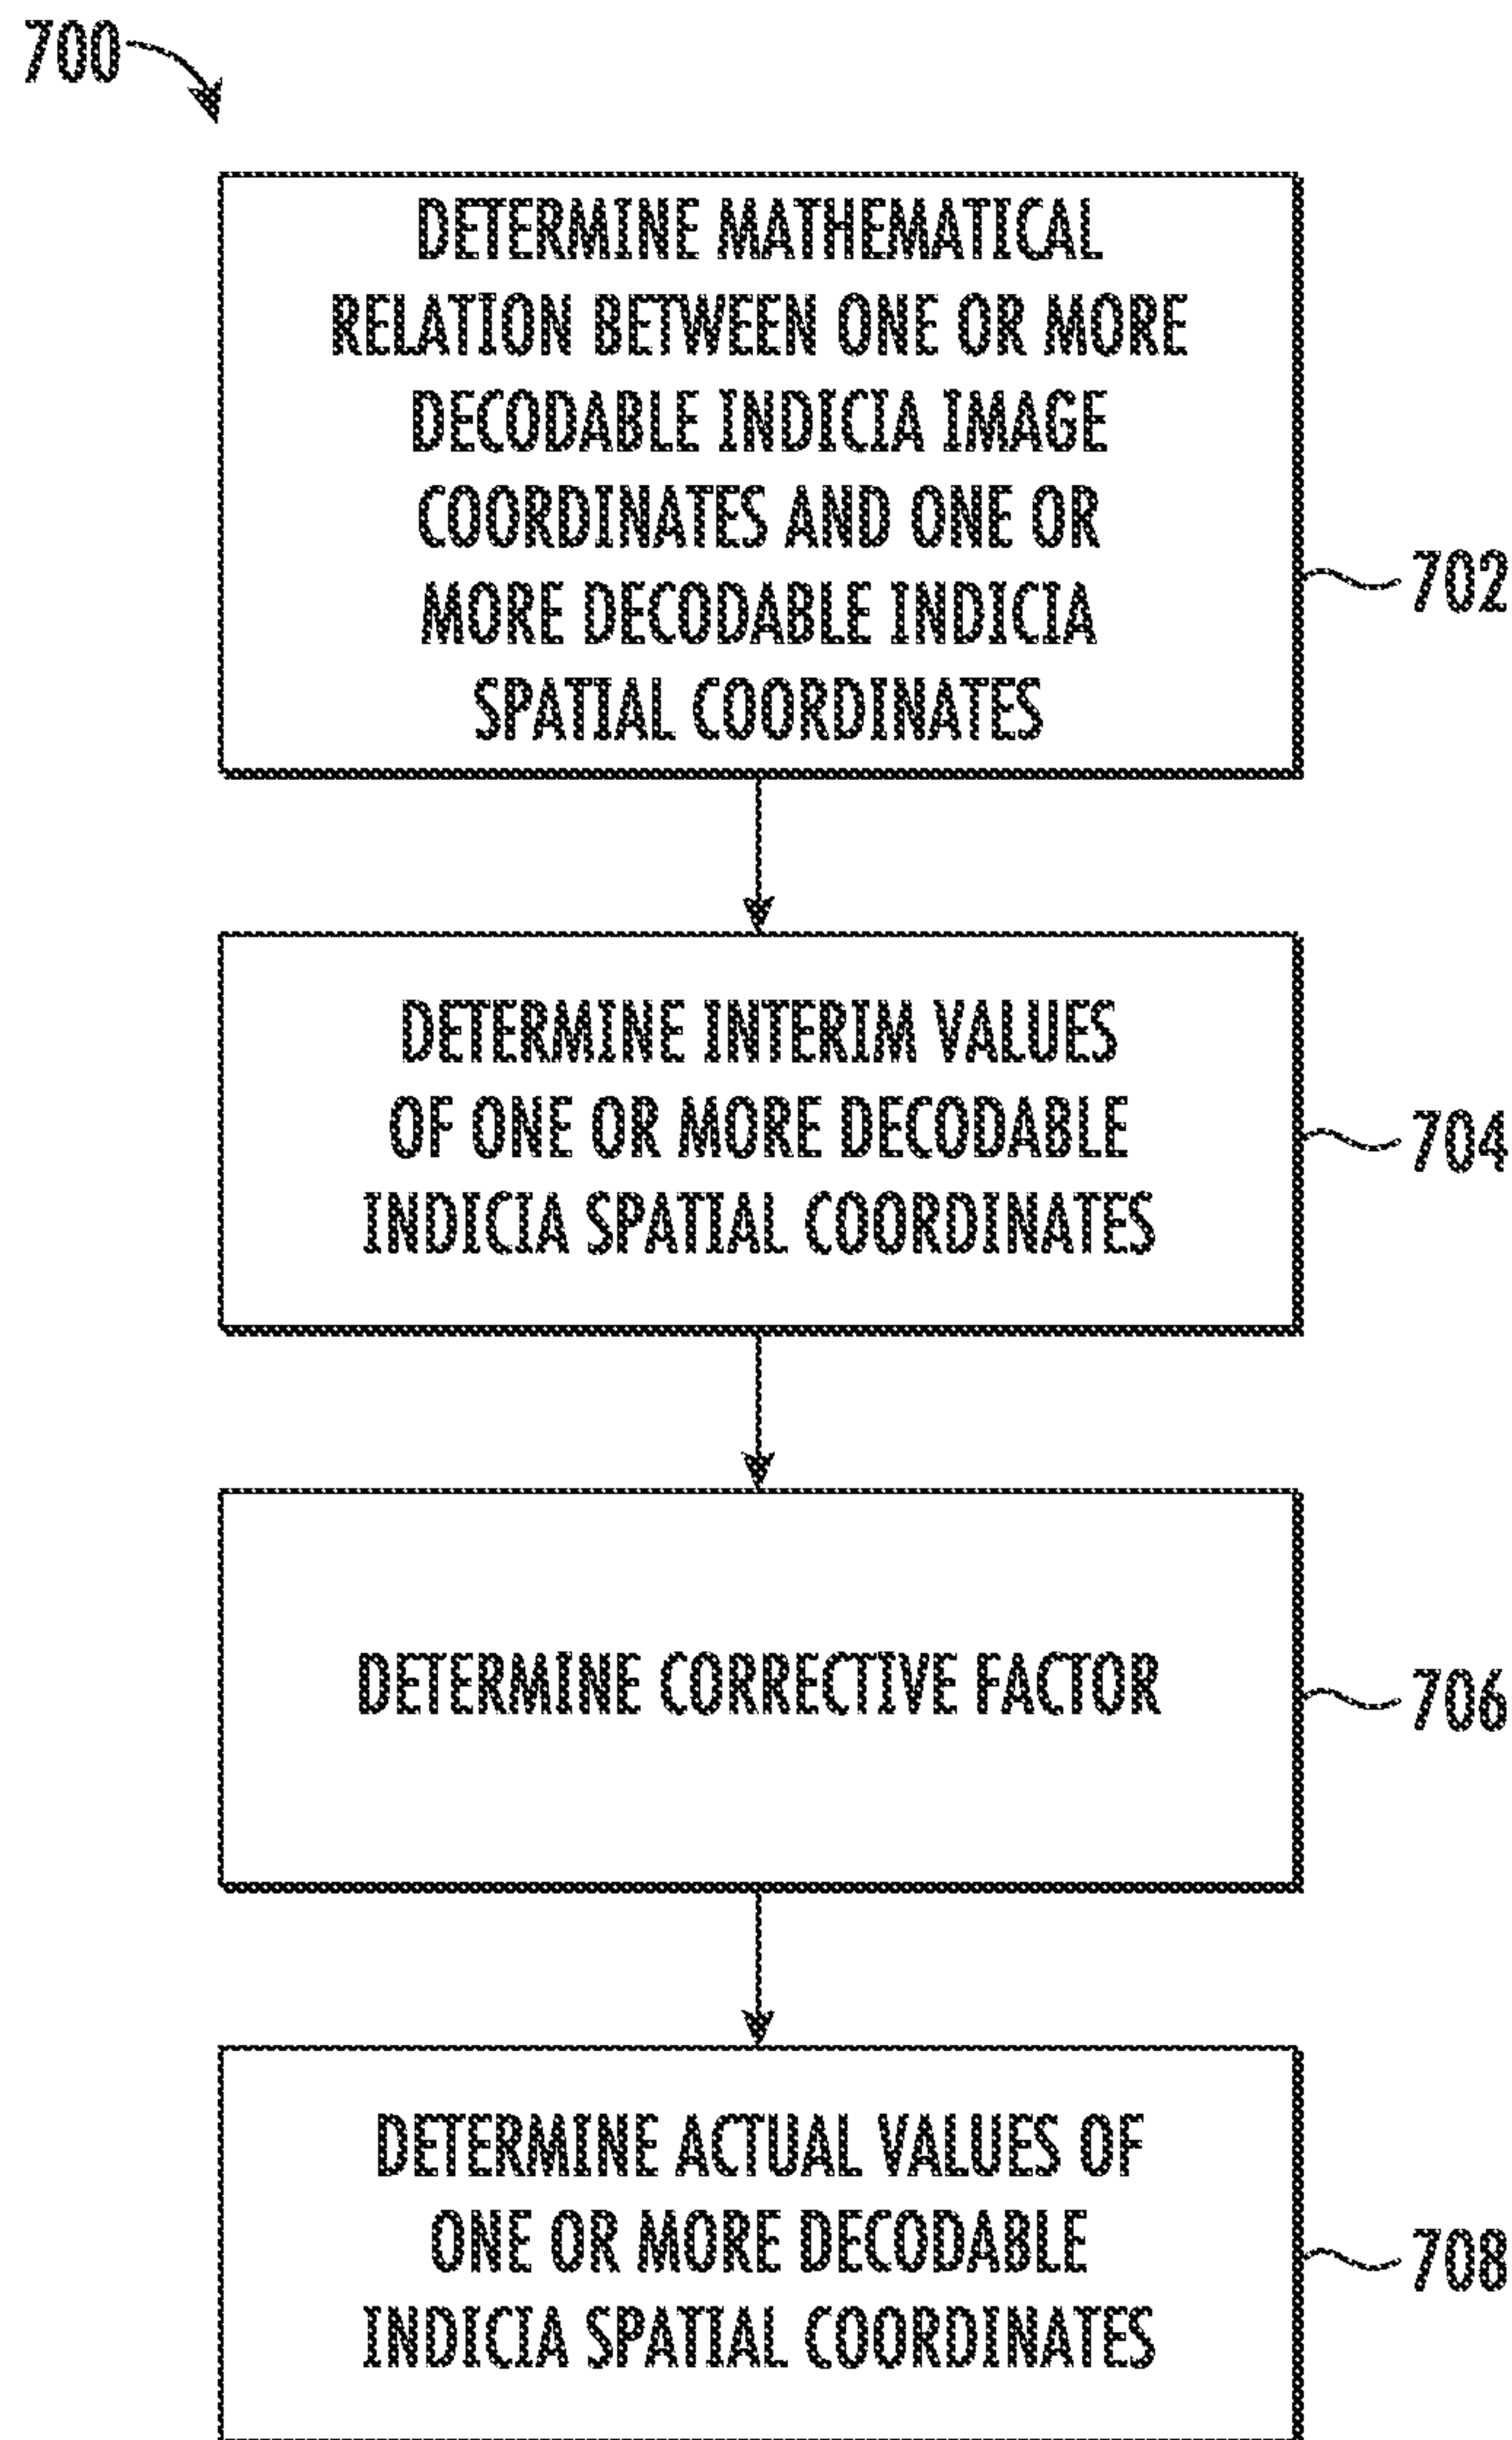 700
DETERMINE MATHEMATICAL
RELATION BETWEEN ONE OR MORE
DECODABLE INDICIA IMAGE
COORDINATES AND ONE OR
MORE DECODABLE INDICIA
SPATIAL COORDINATES
702
DETERMINE INTERIM VALUES
OF ONE OR MORE DECODABLE
INDICIA SPATIAL COORDINATES
704
DETERMINE CORRECTIVE FACTOR
706
DETERMINE ACTUAL VALUES OF
ONE OR MORE DECODABLE
INDICIA SPATIAL COORDINATES
708